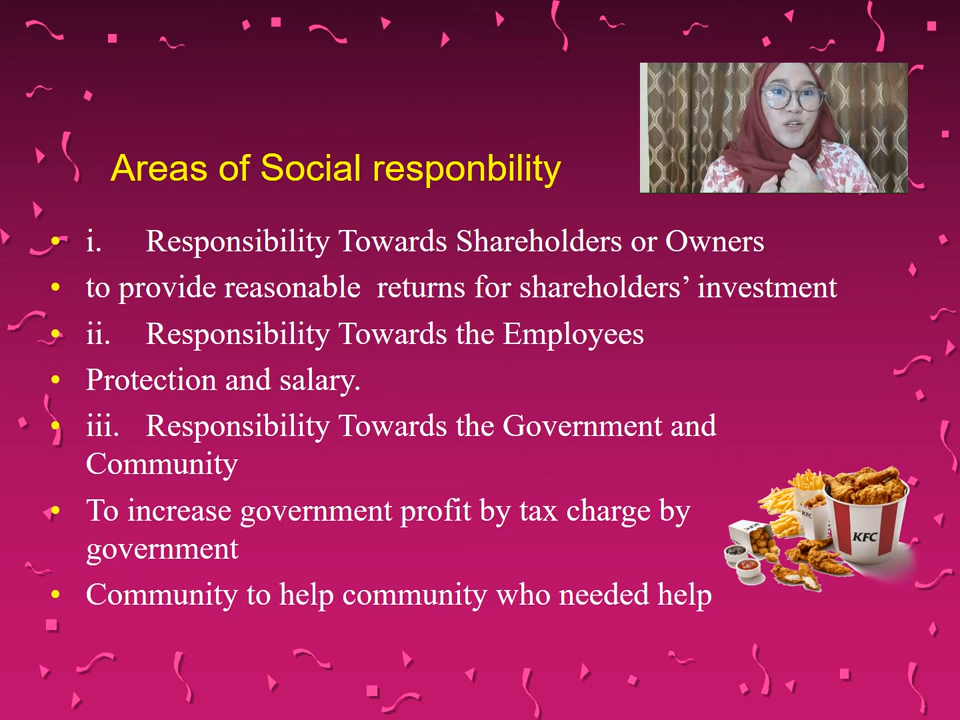 Areas of Social responbility
• i. Responsibility Towards Shareholders or Owners
• to provide reasonable returns for shareholders’ investment
• ii. Responsibility Towards the Employees
• Protection and salary.
• iii. Responsibility Towards the Government and
Community
• To increase government profit by tax charge by
government
• Community to help community who needed help
KFC
KFC
KFC